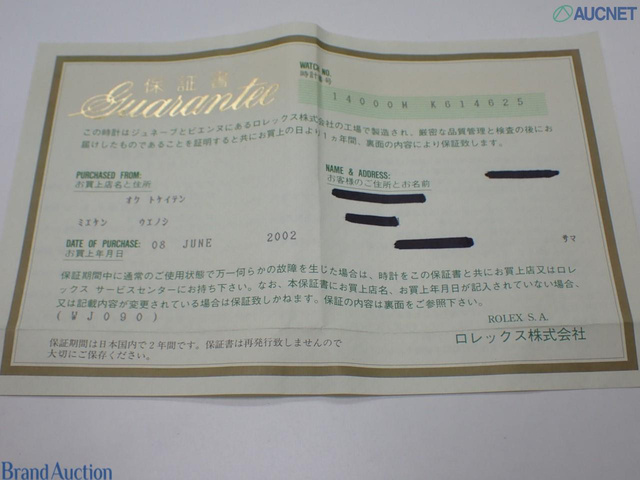 AUCNET
保証書
Guarantee
WATCH NO.
時計番号
14000M K614625
この時計はジュネーブとビエンヌにあるロレックス株式会社の工場で製造され、厳密な品質管理と検査の後にお
届けしたものであることを証明すると共にお買上の日より1ヵ年間、裏面の内容により保証致します。
PURCHASED FROM:
お買上店名と住所
オケ トケイテン
ミエケン ウエノシ
NAME & ADDRESS:
お客様のご住所とお名前
サマ
DATE OF PURCHASE: 08 JUNE 2002
お買上年月日
保証期間中に通常のご使用状態で万一何らかの故障を生じた場合は、時計をこの保証書と共にお買上店又はロレ
ックス サービスセンターにお持ち下さい。なお、本保証書にお買上店名、お買上年月日が記入されていない場合、
又は記載内容が変更されている場合は保証致しかねます。保証の内容は裏面をご参照下さい。
(WJ090)
ROLEX S.A.
ロレックス株式会社
保証期間は日本国内で2年間です。保証書は再発行致しませんので
大切にご保存ください。
Brand Auction